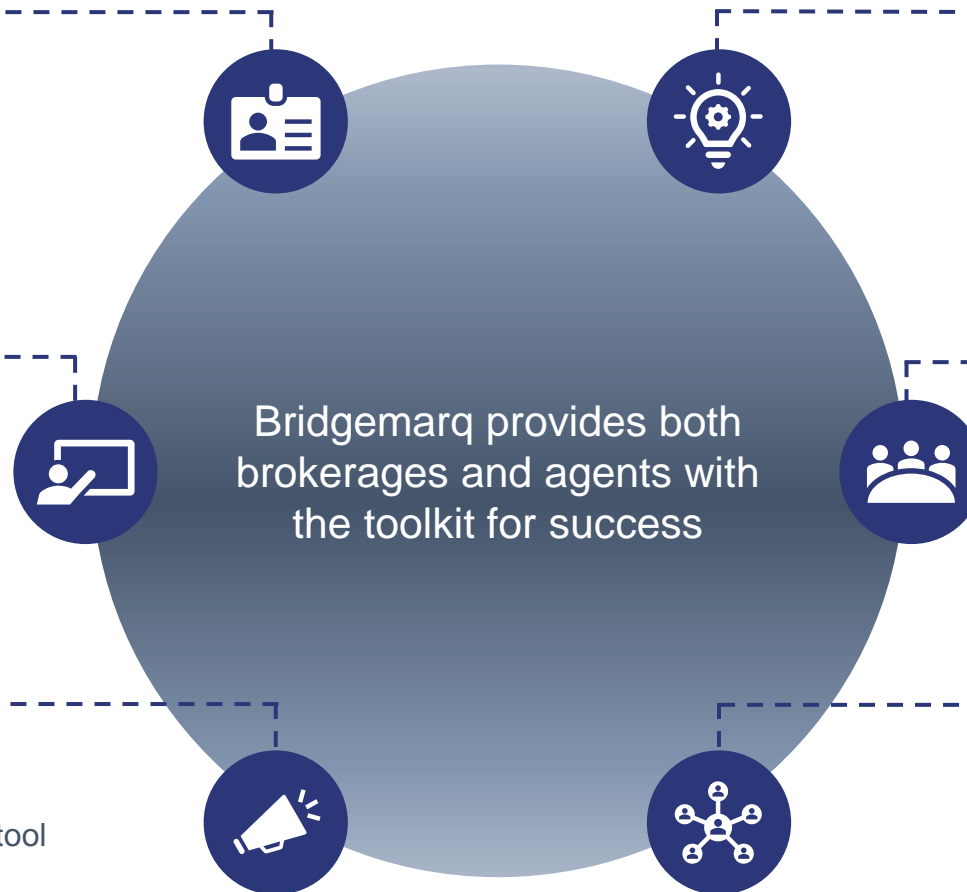 Bridgemarq provides both
brokerages and agents with
the toolkit for success
tool